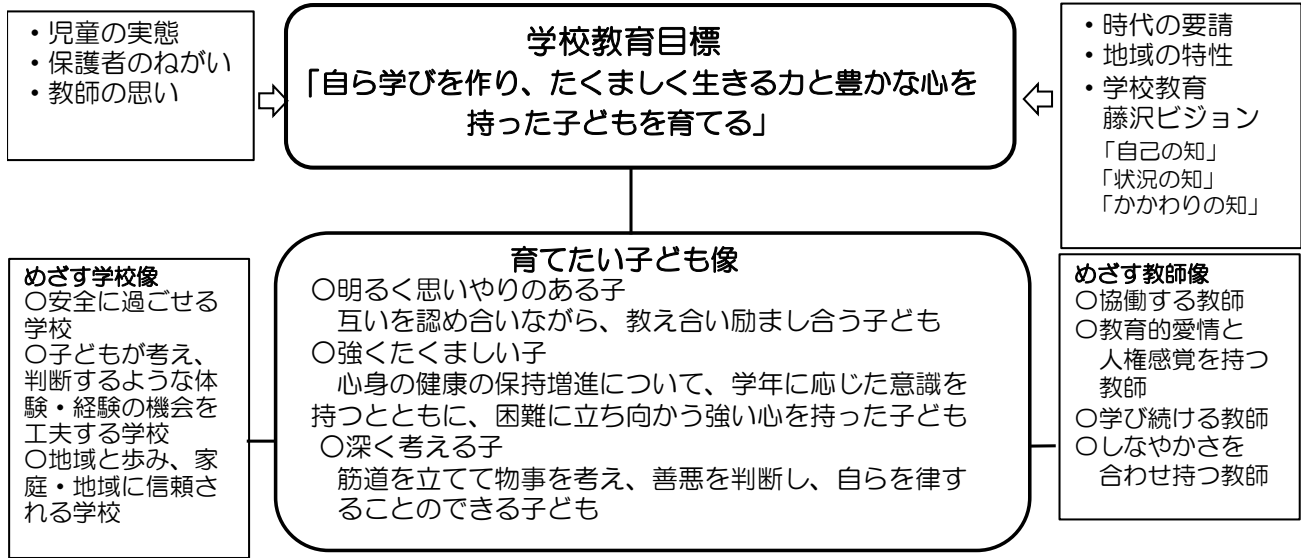 ・児童の実態
・保護者のねがい
・教師の思い
学校教育目標
「自ら学びを作り、たくましく生きる力と豊かな心を
持った子どもを育てる」
・時代の要請
・地域の特性
・学校教育
藤沢ビジョン
「自己の知」
「状況の知」
「かかわりの知」
めざす学校像
○安全に過ごせる
学校
○子どもが考え、
判断するような体
験・経験の機会を
工夫する学校
○地域と歩み、家
庭・地域に信頼さ
れる学校
育てたい子ども像
○明るく思いやりのある子
互いを認め合いながら、教え合い励まし合う子ども
○強くたくましい子
心身の健康の保持増進について、学年に応じた意識を
持つとともに、困難に立ち向かう強い心を持った子ども
○深く考える子
筋道を立てて物事を考え、善悪を判断し、自らを律す
ることのできる子ども
めざす教師像
○協働する教師
○教育的愛情と
人権感覚を持つ
教師
○学び続ける教師
○しなやかさを
合わせ持つ教師